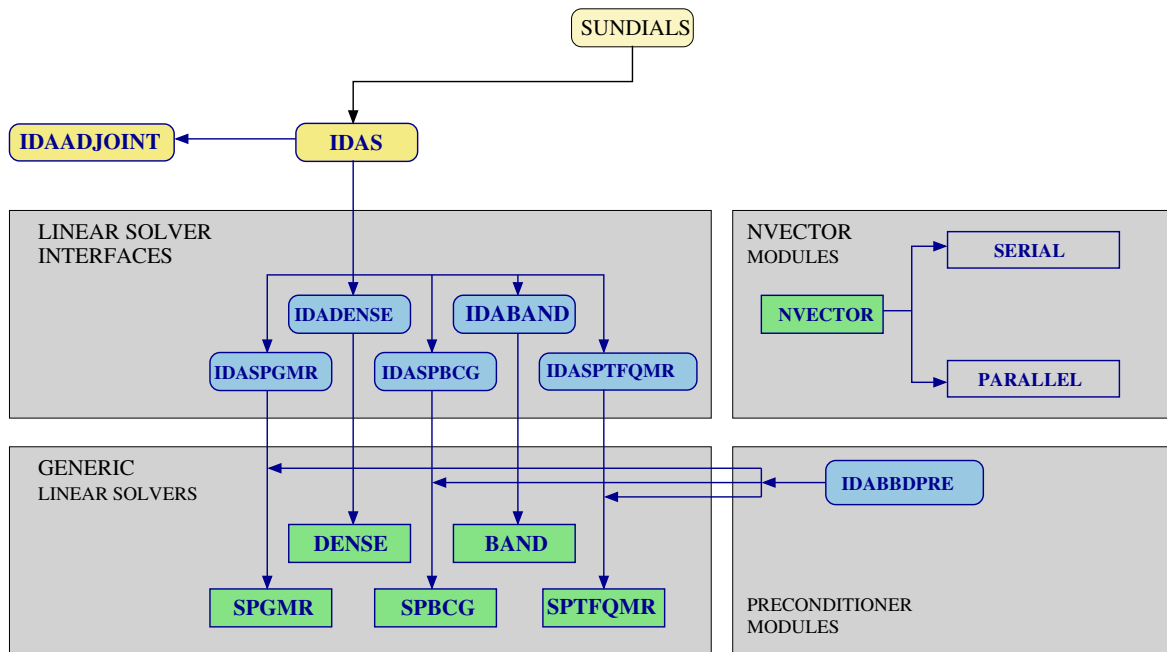 SUNDIALS
IDAADJOINT
IDAS
LINEAR SOLVER
INTERFACES
NVECTOR
MODULES
SERIAL
IDADENSE
IDABAND
NVECTOR
IDASPGMR
IDASPBCG
IDASPTFQMR
PARALLEL
GENERIC
LINEAR SOLVERS
IDABBDPRE
DENSE
BAND
SPGMR
SPBCG
SPTFQMR
PRECONDITIONER
MODULES